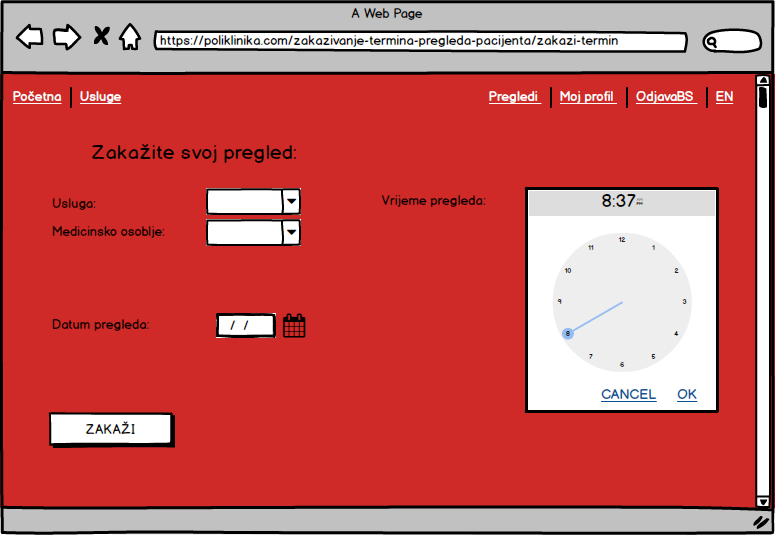 A Web Page
https://poliklinika.com/zakazivanje-termina-pregleda-pacijenta/zakazi-termin
Početna Usluge Pregledi Moj profil OdjavaBS EN
Zakažite svoj pregled:
Usluga:
Medicinsko osoblje:
Datum pregleda:
/ /
ZAKAŽI
Vrijeme pregleda:
8:37
12
1
2
3
4
5
6
7
8
9
10
11
CANCEL OK